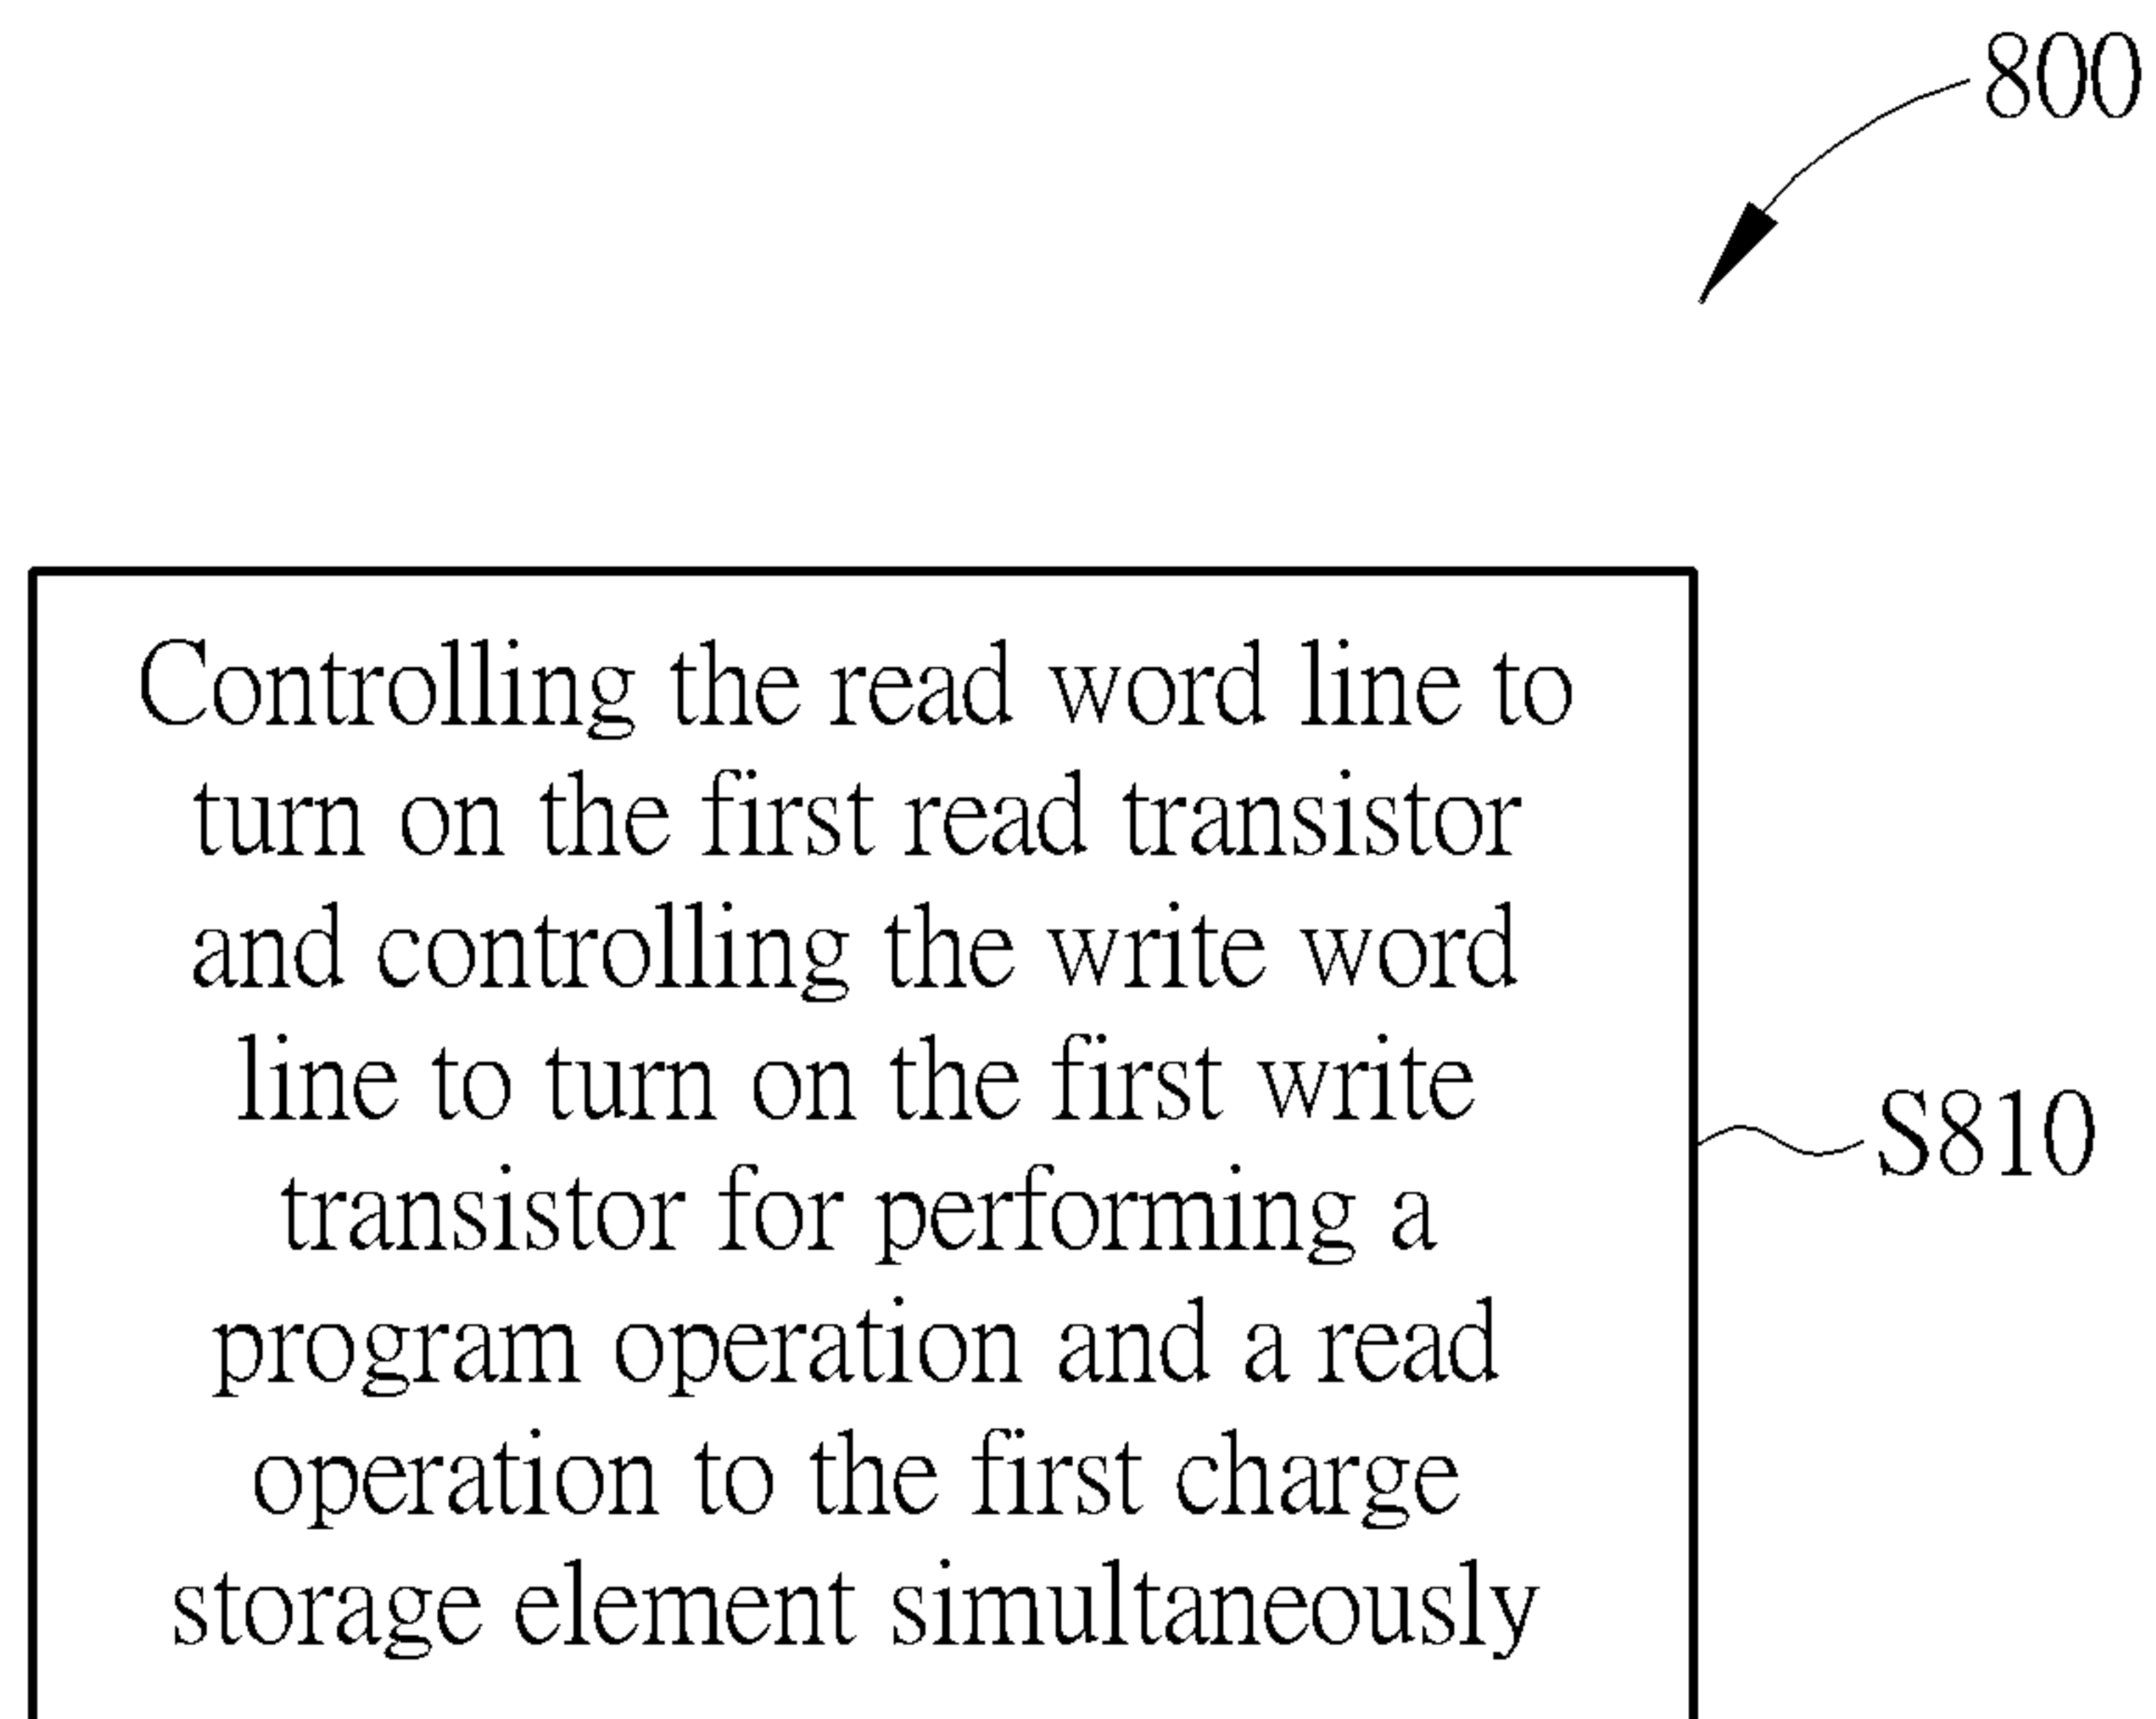 800
Controlling the read word line to
turn on the first read transistor
and controlling the write word
line to turn on the first write
transistor for performing a
program operation and a read
operation to the first charge
storage element simultaneously
S810